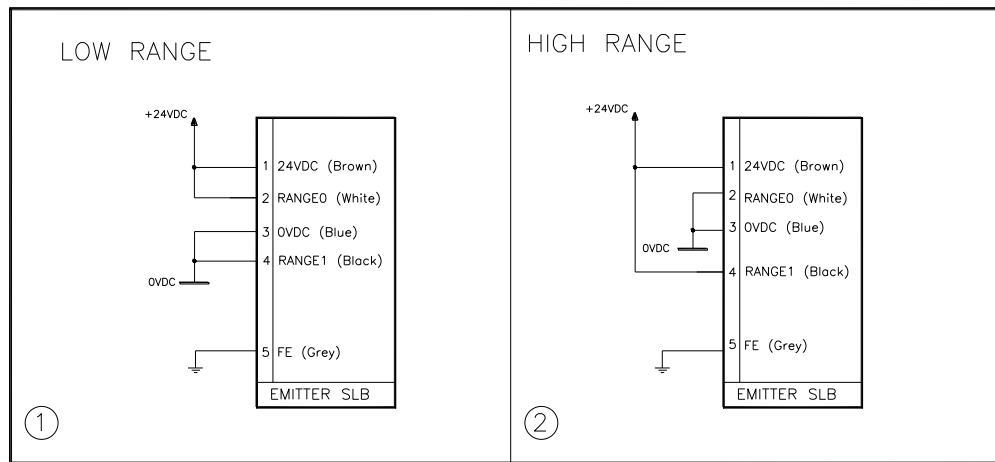 LOW RANGE
+24VDC
1 24VDC (Brown)
2 RANGE0 (White)
3 0VDC (Blue)
4 RANGE1 (Black)
0VDC
5 FE (Grey)
EMITTER SLB
1
HIGH RANGE
+24VDC
1 24VDC (Brown)
2 RANGE0 (White)
3 0VDC (Blue)
0VDC
4 RANGE1 (Black)
5 FE (Grey)
EMITTER SLB
2